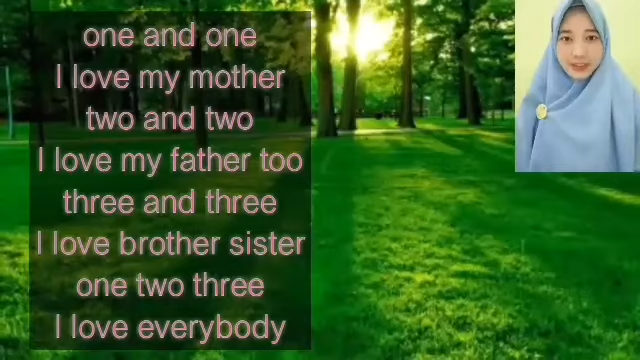 one and one
I love my mother
two and two
I love my father too
three and three
I love brother sister
one two three
I love everybody